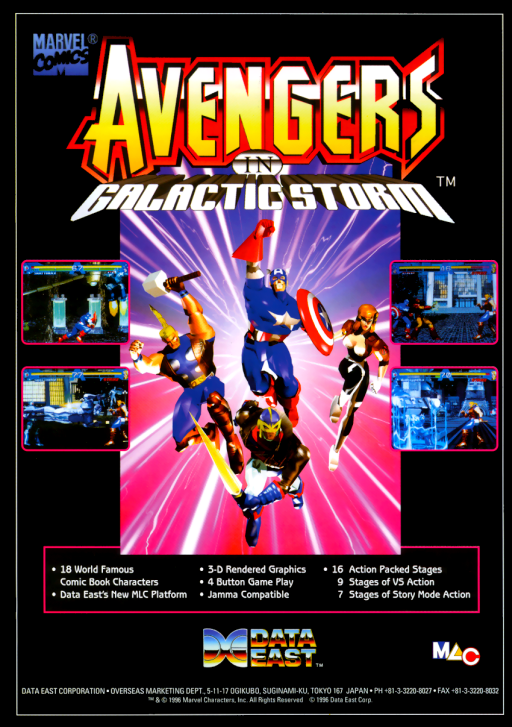 MARVEL®
COMICS
AVENGERS
IN
GALACTIC STORM™
• 18 World Famous
Comic Book Characters
• Data East's New MLC Platform
• 3-D Rendered Graphics
• 4 Button Game Play
• Jamma Compatible
• 16 Action Packed Stages
9 Stages of VS Action
7 Stages of Story Mode Action
DATA
EAST™
MLC
DATA EAST CORPORATION • OVERSEAS MARKETING DEPT., 5-11-17 OGIKUBO, SUGINAMI-KU, TOKYO 167 JAPAN • PH +81-3-3220-8027 • FAX +81-3-3220-8032
™ & © 1996 Marvel Characters, Inc. All Rights Reserved © 1996 Data East Corp.